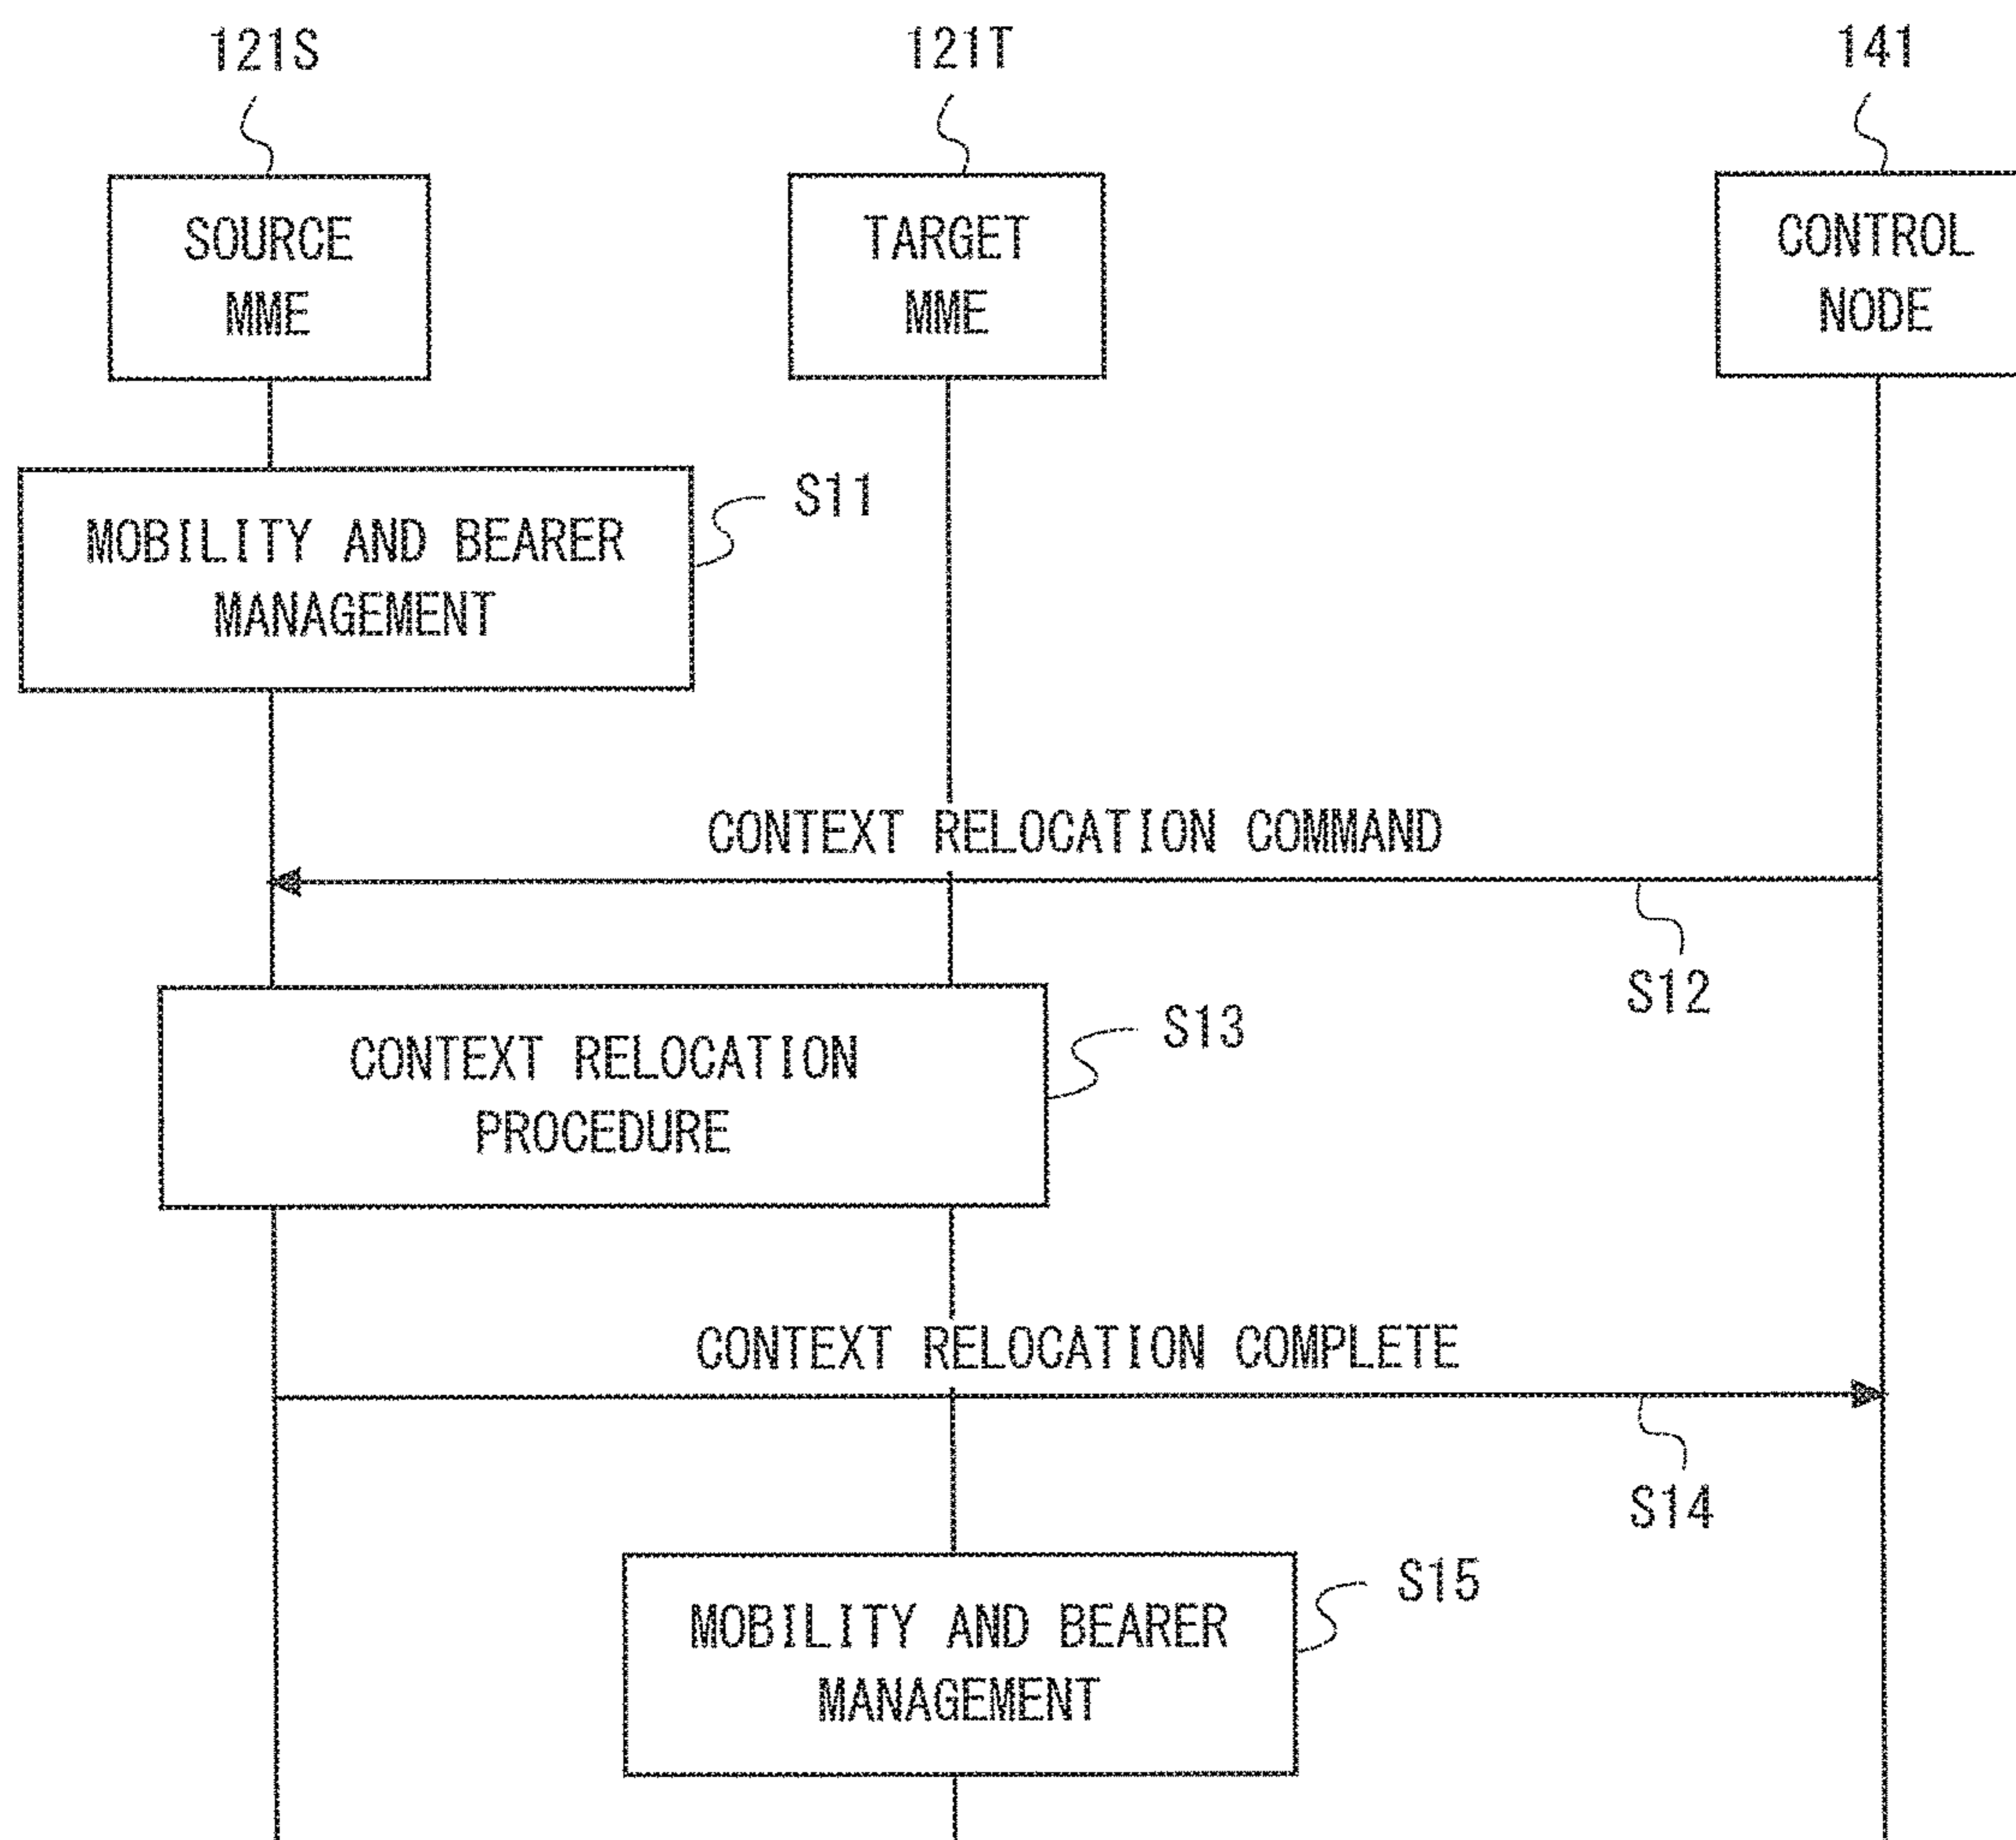 121S
121T
141
SOURCE
MME
TARGET
MME
CONTROL
NODE
S11
MOBILITY AND BEARER
MANAGEMENT
CONTEXT RELOCATION COMMAND
S12
S13
CONTEXT RELOCATION
PROCEDURE
CONTEXT RELOCATION COMPLETE
S14
S15
MOBILITY AND BEARER
MANAGEMENT